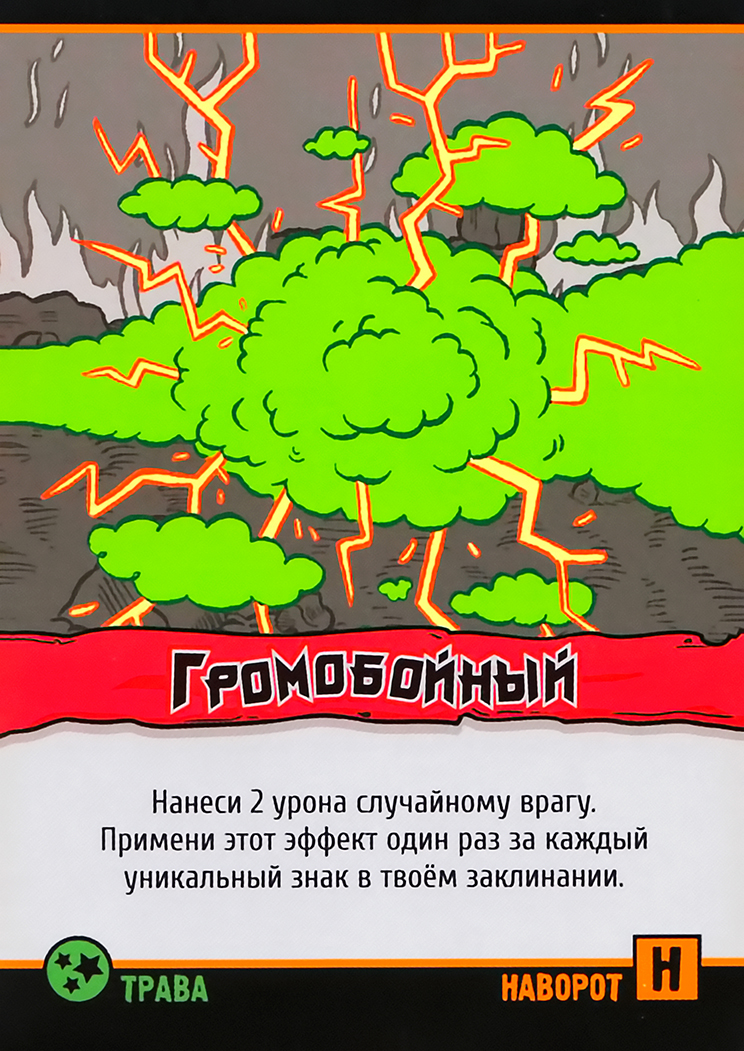 Громобойный
Нанеси 2 урона случайному врагу.
Примени этот эффект один раз за каждый
уникальный знак в твоём заклинании.
ТРАВА
НАВОРОТ Н